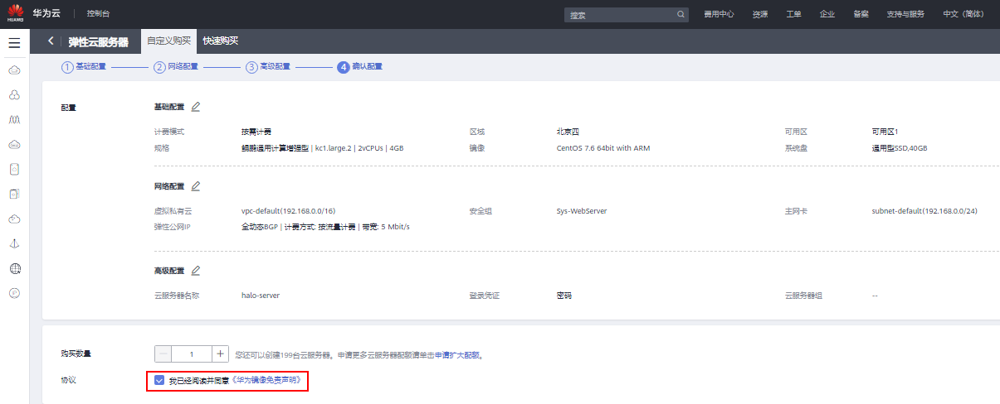 HUAWEI 华为云 控制台 搜索 费用中心 资源 工单 企业 备案 支持与服务 中文（简体）
弹性云服务器 自定义购买 快速购买
1 基础配置 2 网络配置 3 高级配置 4 确认配置
配置 基础配置
计费模式 按需计费 区域 北京四 可用区 可用区1
规格 鲲鹏通用计算增强型 | kc1.large.2 | 2vCPUs | 4GB 镜像 CentOS 7.6 64bit with ARM 系统盘 通用型SSD,40GB
网络配置
虚拟私有云 vpc-default(192.168.0.0/16) 安全组 Sys-WebServer 主网卡 subnet-default(192.168.0.0/24)
弹性公网IP 全动态BGP | 计费方式: 按流量计费 | 带宽: 5 Mbit/s
高级配置
云服务器名称 halo-server 登录凭证 密码 云服务器组 --
购买数量 1 您还可以创建199台云服务器。申请更多云服务器配额请单击申请扩大配额。
协议 我已经阅读并同意《华为镜像免责声明》